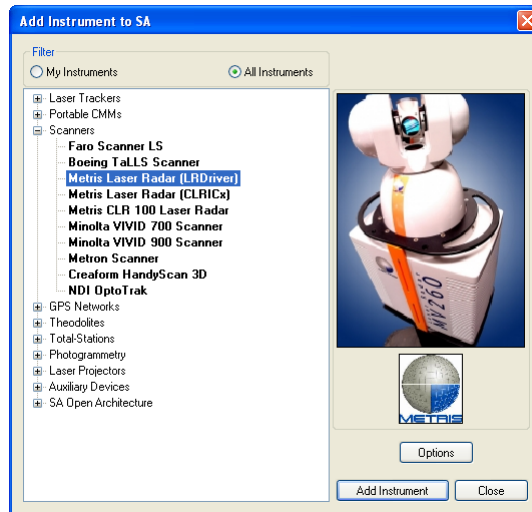 Add Instrument to SA
Filter
My Instruments
All Instruments
Laser Trackers
Portable CMMs
Scanners
Faro Scanner LS
Boeing TaLLS Scanner
Metris Laser Radar (LRDriver)
Metris Laser Radar (CLRICx)
Metris CLR 100 Laser Radar
Minolta VIVID 700 Scanner
Minolta VIVID 900 Scanner
Metron Scanner
Creaform HandyScan 3D
NDI OptoTrak
GPS Networks
Theodolites
Total-Stations
Photogrammetry
Laser Projectors
Auxiliary Devices
SA Open Architecture
METRIS
Options
Add Instrument
Close